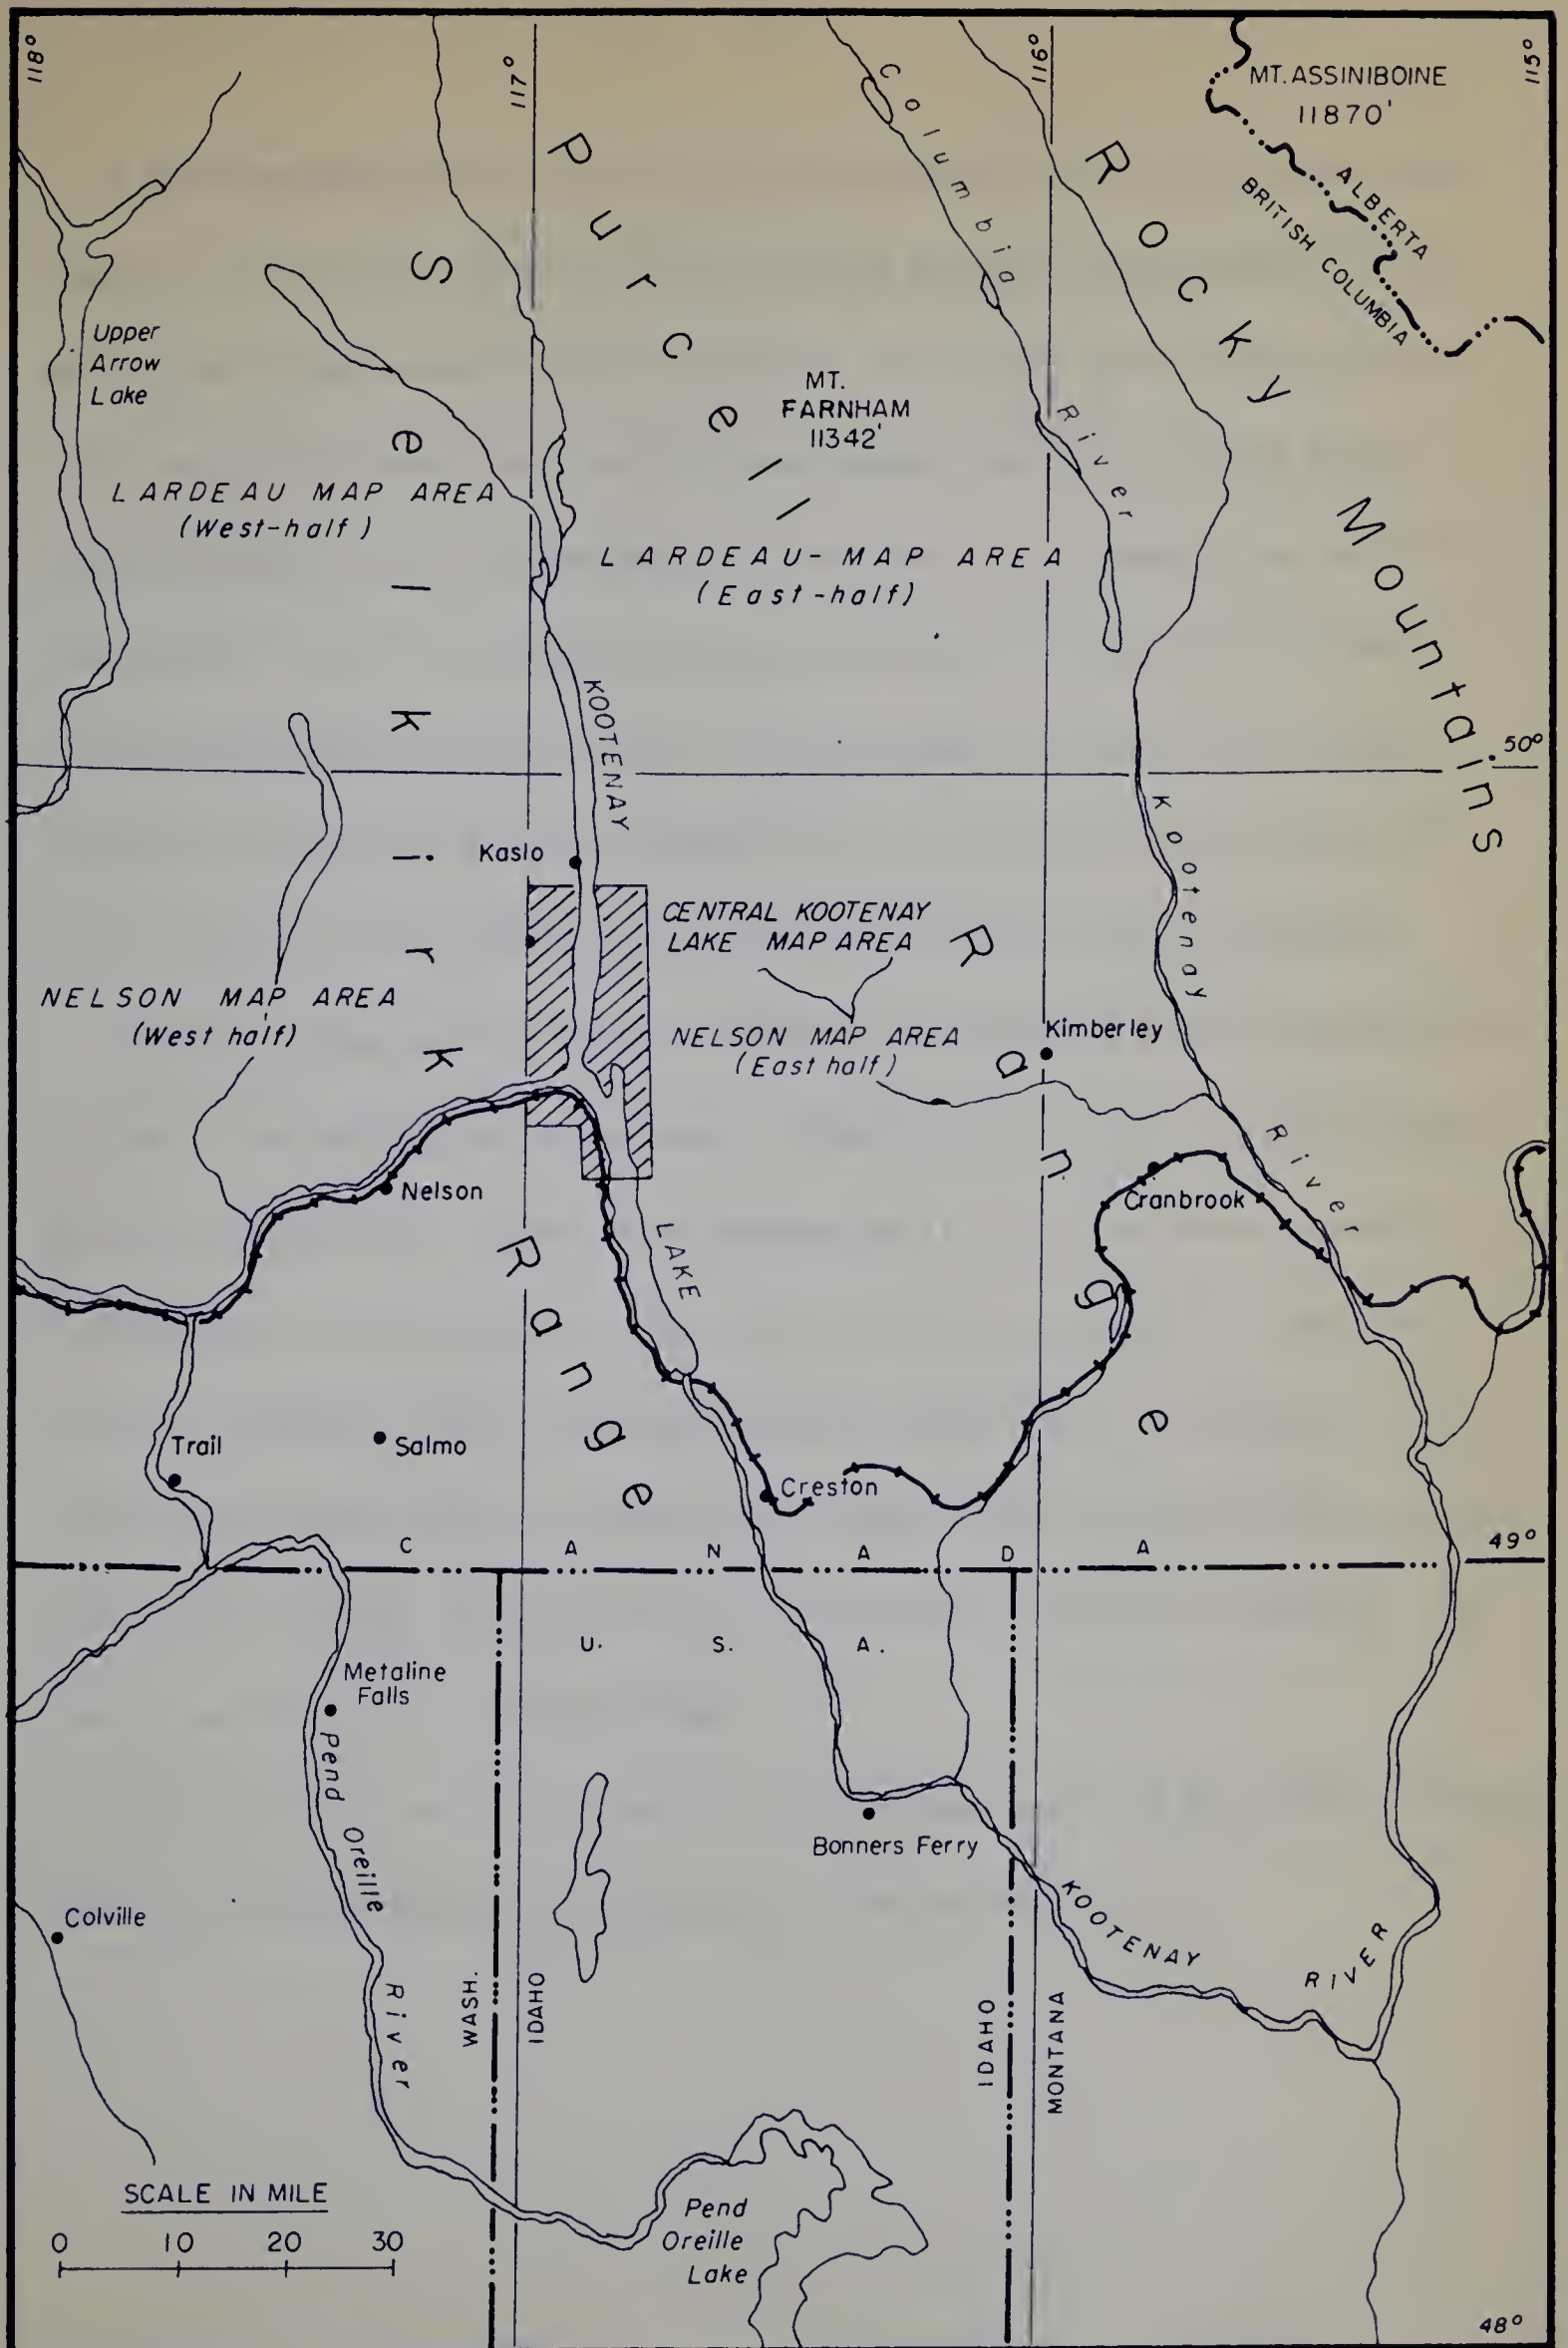 118°
117°
116°
115°
MT. ASSINIBOINE
11870'
ALBERTA
BRITISH COLUMBIA
Columbia River
Rocky Mountains
Purcell Range
Selkirk Range
Upper
Arrow
Lake
MT.
FARNHAM
11342'
LARDEAU MAP AREA
(West-half)
LARDEAU- MAP AREA
(East-half)
KOOTENAY LAKE
50°
Kootenay River
Kaslo
CENTRAL KOOTENAY
LAKE MAP AREA
NELSON MAP AREA
(West half)
NELSON MAP AREA
(East half)
Kimberley
Nelson
Cranbrook
Trail
Salmo
Creston
CANADA
49°
U. S. A.
Metaline
Falls
Pend Oreille River
Bonners Ferry
Colville
KOOTENAY RIVER
WASH.
IDAHO
IDAHO
MONTANA
SCALE IN MILE
0 10 20 30
Pend
Oreille
Lake
48°